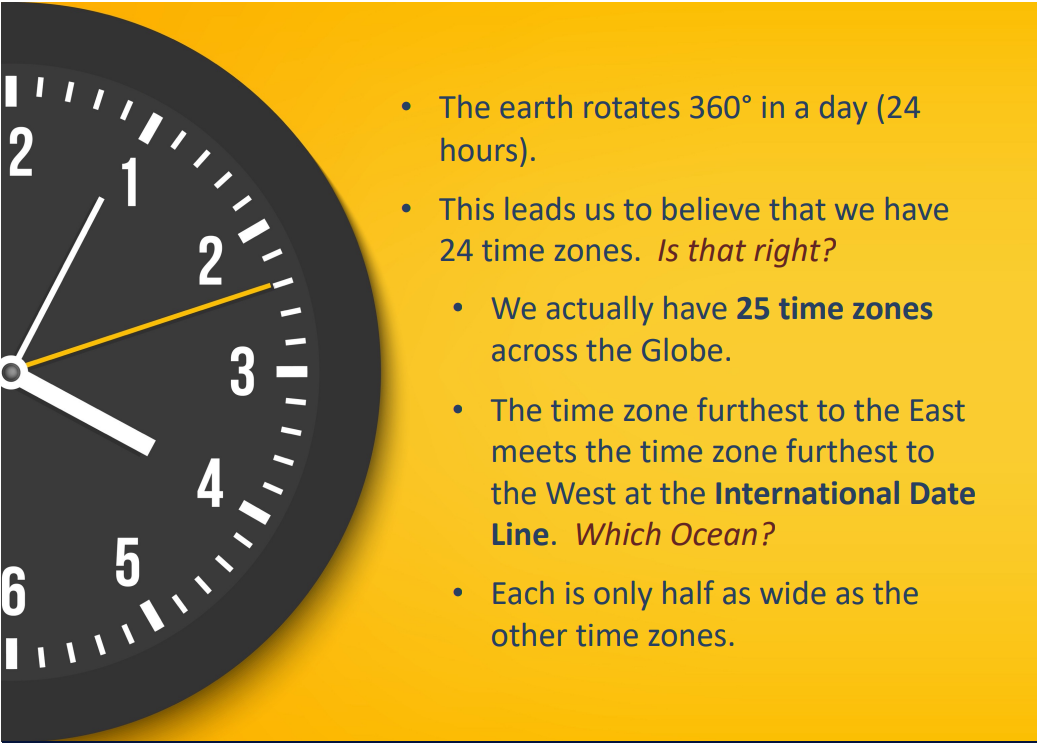 2
1
2
3
4
5
6
• The earth rotates 360° in a day (24
hours).
• This leads us to believe that we have
24 time zones.  Is that right?
• We actually have 25 time zones
across the Globe.
• The time zone furthest to the East
meets the time zone furthest to
the West at the International Date
Line.  Which Ocean?
• Each is only half as wide as the
other time zones.